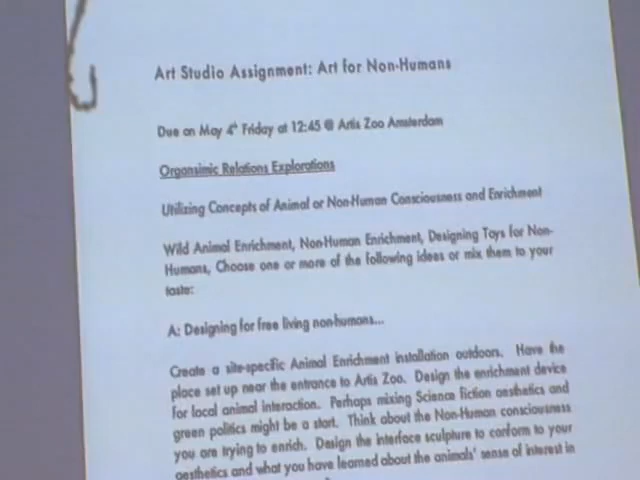 Art Studio Assignment: Art for Non-Humans
Due on May 4th Friday at 12:45 @ Artis Zoo Amsterdam
Organsimic Relations Explorations
Utilizing Concepts of Animal or Non-Human Consciousness and Enrichment
Wild Animal Enrichment, Non-Human Enrichment, Designing Toys for Non-
Humans, Choose one or more of the following ideas or mix them to your
taste:
A: Designing for free living non-humans...
Create a site-specific Animal Enrichment installation outdoors. Have the
place set up near the entrance to Artis Zoo. Design the enrichment device
for local animal interaction. Perhaps mixing Science Fiction aesthetics and
green politics might be a start. Think about the Non-Human consciousness
you are trying to enrich. Design the interface sculpture to conform to your
aesthetics and what you have learned about the animals' sense of interest in